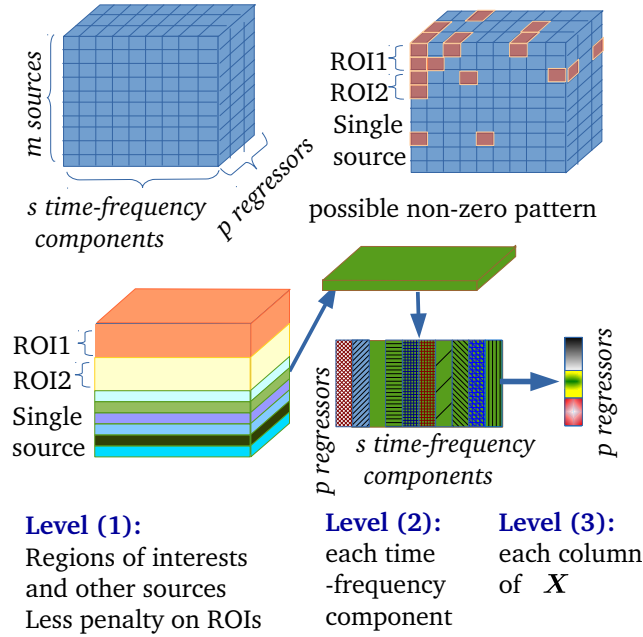 m sources
s time-frequency
components
p regressors
ROI1
ROI2
Single
source
possible non-zero pattern
ROI1
ROI2
Single
source
p regressors
s time-frequency
components
p regressors
Level (1):
Regions of interests
and other sources
Less penalty on ROIs
Level (2):
each time
-frequency
component
Level (3):
each column
of X